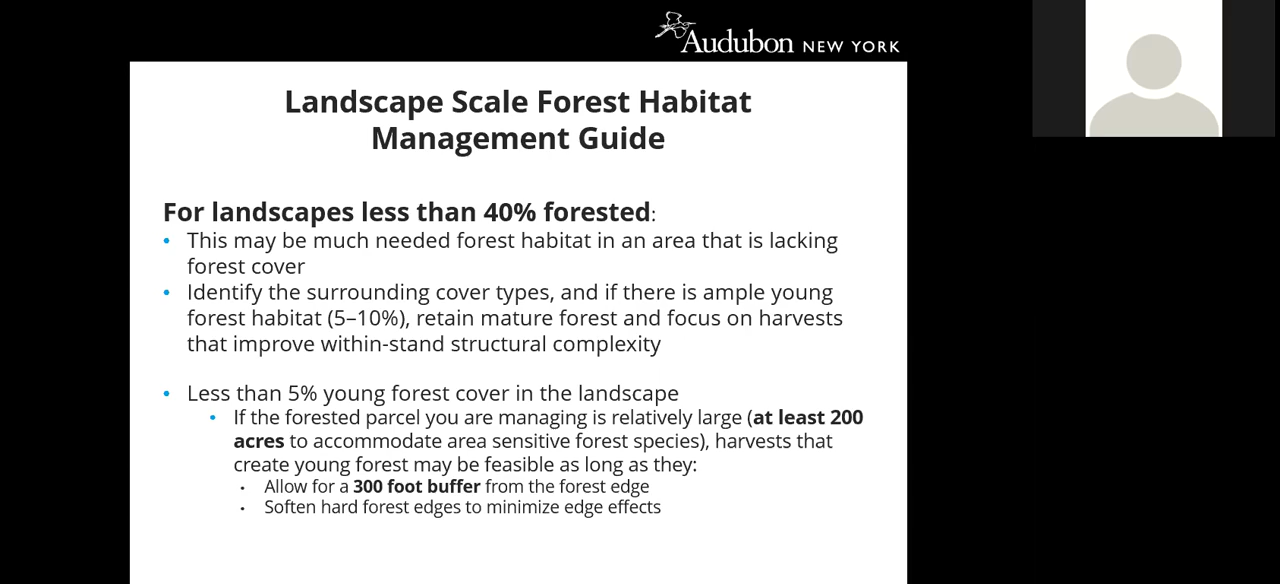 Audubon NEW YORK
Landscape Scale Forest Habitat
Management Guide
For landscapes less than 40% forested:
• This may be much needed forest habitat in an area that is lacking
forest cover
• Identify the surrounding cover types, and if there is ample young
forest habitat (5–10%), retain mature forest and focus on harvests
that improve within-stand structural complexity
• Less than 5% young forest cover in the landscape
• If the forested parcel you are managing is relatively large (at least 200
acres to accommodate area sensitive forest species), harvests that
create young forest may be feasible as long as they:
• Allow for a 300 foot buffer from the forest edge
• Soften hard forest edges to minimize edge effects